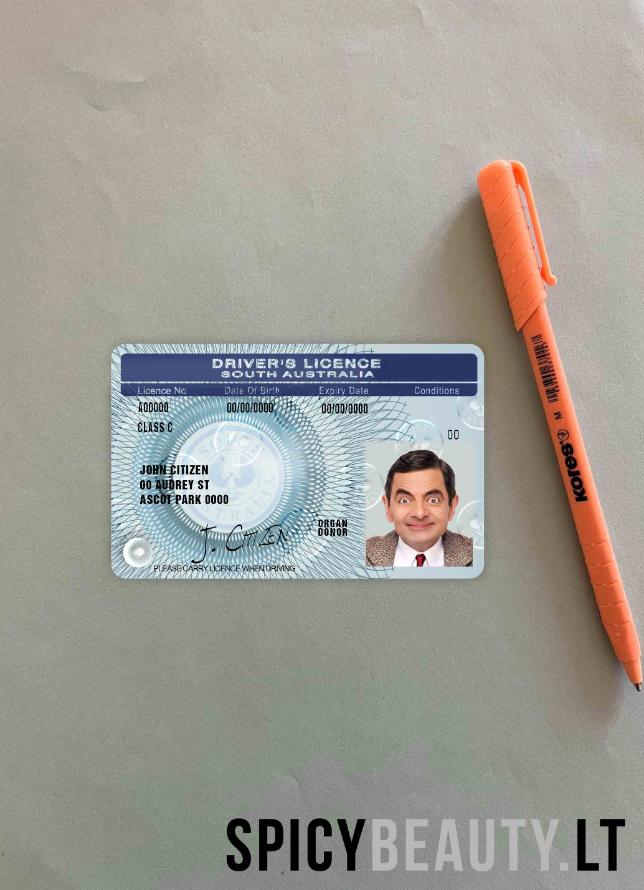 DRIVER'S LICENCE
SOUTH AUSTRALIA
Licence No Date Of Birth Expiry Date Conditions
A00000 00/00/0000 00/00/0000
CLASS C
00
JOHN CITIZEN
00 AUDREY ST
ASCOT PARK 0000
ORGAN
DONOR
J. CITIZEN
PLEASE CARRY LICENCE WHEN DRIVING
M Kores
SPICYBEAUTY.LT